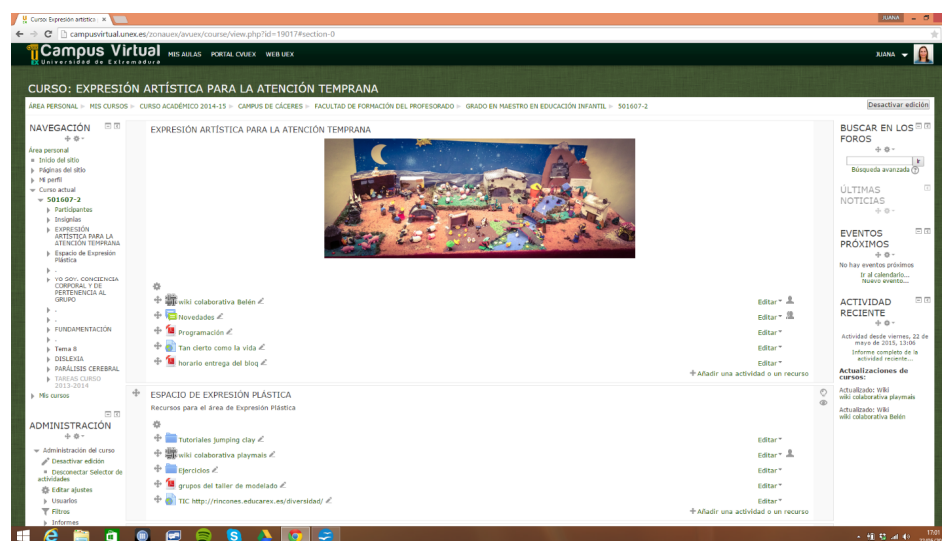 Curso: Expresión artística
JUANA
campusvirtual.unex.es/zonauex/avuex/course/view.php?id=19017#section-0
Campus Virtual
Universidad de Extremadura
MIS AULAS PORTAL CVUEX WEB UEX
JUANA
CURSO: EXPRESIÓN ARTÍSTICA PARA LA ATENCIÓN TEMPRANA
ÁREA PERSONAL ► MIS CURSOS ► CURSO ACADÉMICO 2014-15 ► CAMPUS DE CÁCERES ► FACULTAD DE FORMACIÓN DEL PROFESORADO ► GRADO EN MAESTRO EN EDUCACIÓN INFANTIL ► 501607-2
Desactivar edición
NAVEGACIÓN
Área personal
Inicio del sitio
Páginas del sitio
Mi perfil
Curso actual
501607-2
Participantes
Insignias
EXPRESIÓN
ARTÍSTICA PARA LA
ATENCIÓN TEMPRANA
Espacio de Expresión
Plástica
.
YO SOY. CONCIENCIA
CORPORAL Y DE
PERTENENCIA AL
GRUPO
.
.
FUNDAMENTACIÓN
.
Tema 8
DISLEXIA
PARÁLISIS CEREBRAL
TAREAS CURSO
2013-2014
Mis cursos
ADMINISTRACIÓN
Administración del curso
Desactivar edición
Desconectar Selector de
actividades
Editar ajustes
Usuarios
Filtros
Informes
EXPRESIÓN ARTÍSTICA PARA LA ATENCIÓN TEMPRANA
wiki colaborativa Belén Editar
Novedades Editar
Programación Editar
Tan cierto como la vida Editar
horario entrega del blog Editar
Añadir una actividad o un recurso
ESPACIO DE EXPRESIÓN PLÁSTICA
Recursos para el área de Expresión Plástica
Tutoriales jumping clay Editar
wiki colaborativa playmais Editar
Ejercicios Editar
grupos del taller de modelado Editar
TIC http://rincones.educarex.es/diversidad/ Editar
Añadir una actividad o un recurso
BUSCAR EN LOS
FOROS
Ir
Búsqueda avanzada
ÚLTIMAS
NOTICIAS
EVENTOS
PRÓXIMOS
No hay eventos próximos
Ir al calendario...
Nuevo evento...
ACTIVIDAD
RECIENTE
Actividad desde viernes, 22 de
mayo de 2015, 13:06
Informe completo de la
actividad reciente...
Actualizaciones de
cursos:
Actualizado: Wiki
wiki colaborativa playmais
Actualizado: Wiki
wiki colaborativa Belén
17:01